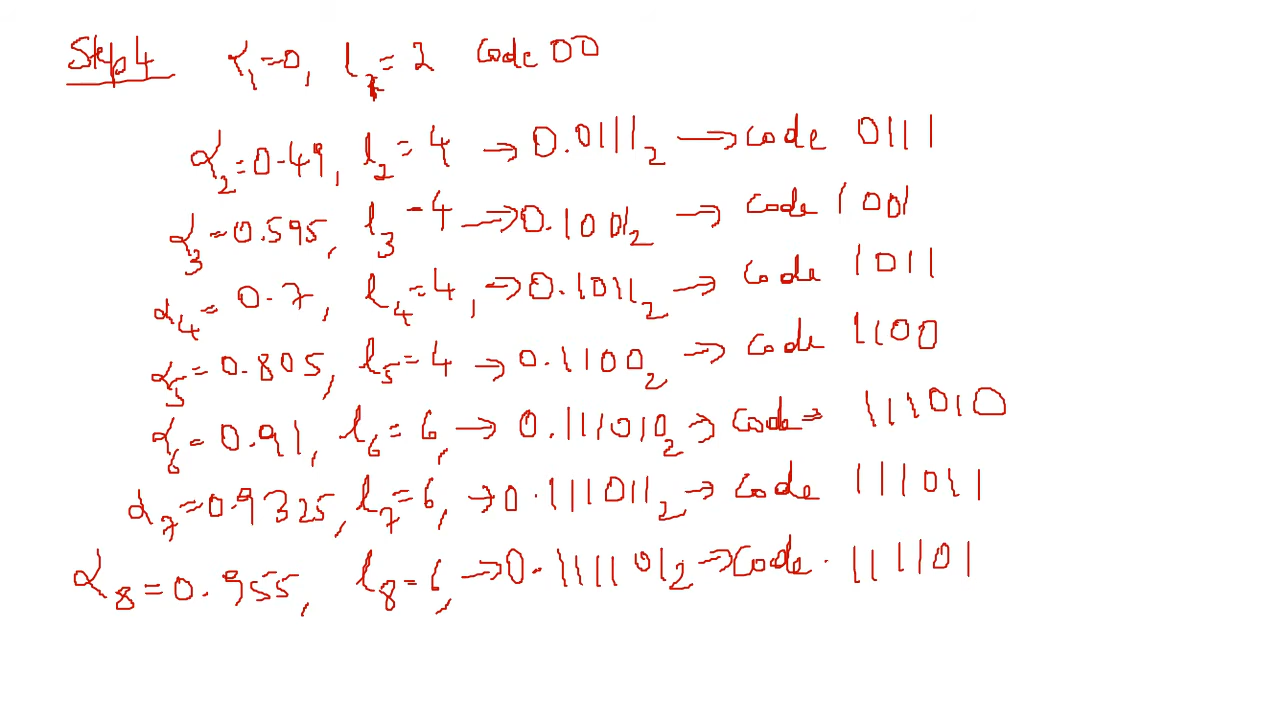 Step4 α₁=0, l₁=2 Code 00
α₂=0.49, l₂=4 → 0.0111₂ → Code 0111
α₃=0.595, l₃=4 → 0.1001₂ → Code 1001
α₄=0.7, l₄=4, → 0.1011₂ → Code 1011
α₅=0.805, l₅=4 → 0.1100₂ → Code 1100
α₆=0.91, l₆=6, → 0.111010₂ → Code⇒ 111010
α₇=0.9325, l₇=6, → 0.111011₂ → Code 111011
α₈=0.955, l₈=6, → 0.111101₂ → Code. 111101